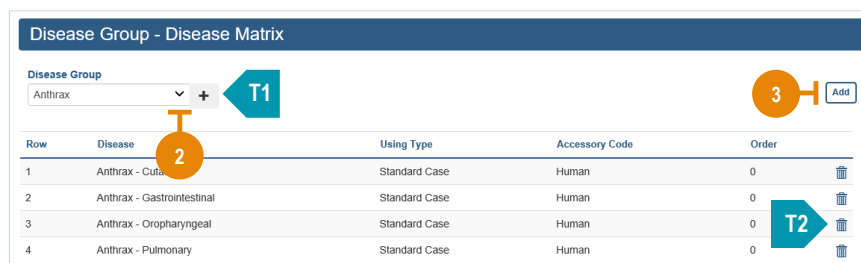 Disease Group - Disease Matrix
Disease Group
Anthrax + T1 3 Add
2
Row Disease Using Type Accessory Code Order
1 Anthrax - Standard Case Human 0
2 Anthrax - Gastrointestinal Standard Case Human 0
3 Anthrax - Oropharyngeal Standard Case Human 0 T2
4 Anthrax - Pulmonary Standard Case Human 0